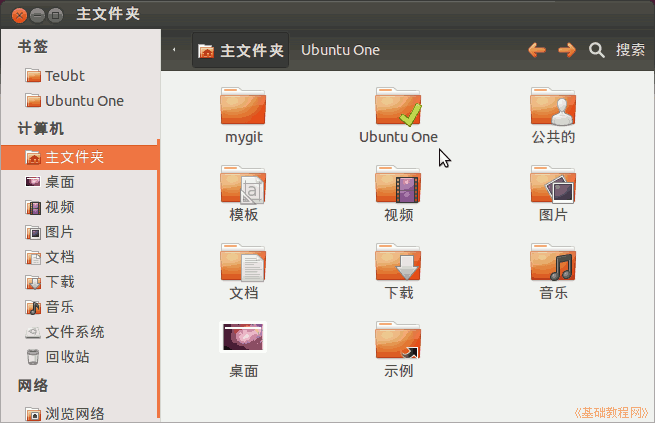 主文件夹
书签
TeUbt
Ubuntu One
计算机
主文件夹
桌面
视频
图片
文档
下载
音乐
文件系统
回收站
网络
浏览网络
主文件夹 Ubuntu One 搜索
mygit Ubuntu One 公共的
模板 视频 图片
文档 下载 音乐
桌面 示例
《基础教程网》